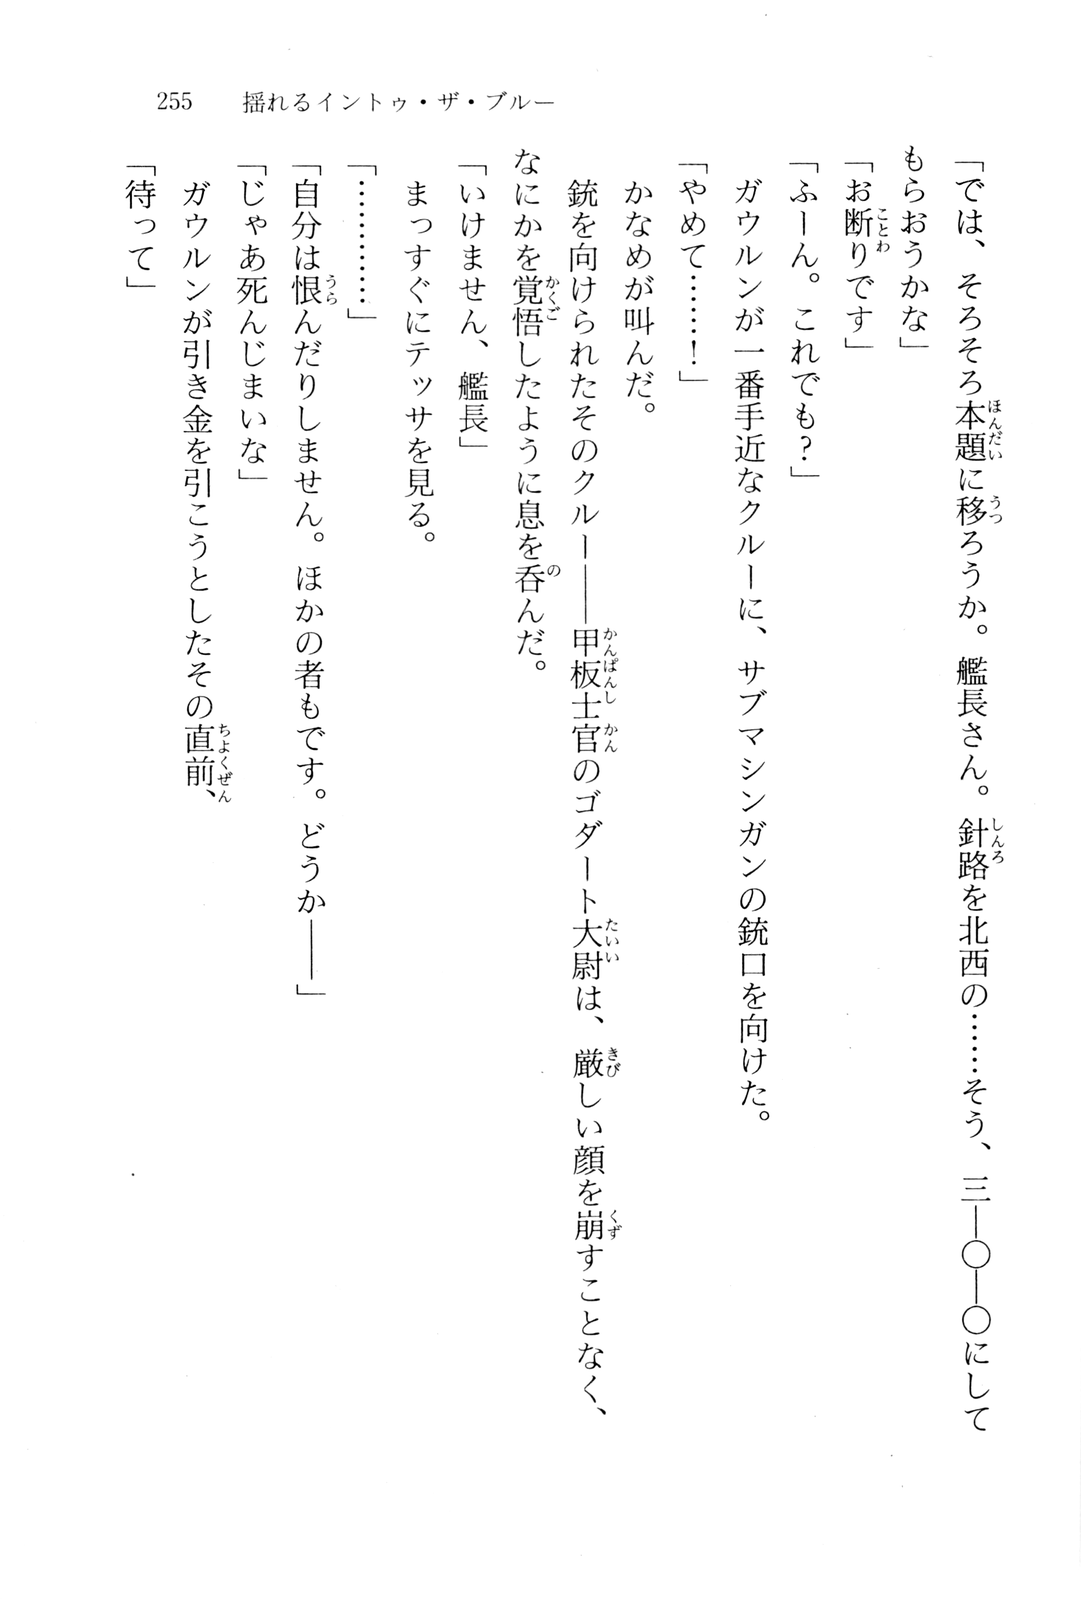 255　揺れるイントゥ・ザ・ブルー
「では、そろそろ本題に移ろうか。艦長さん。針路を北西の……そう、三―〇―〇にして
もらおうかな」
「お断りです」
「ふーん。これでも？」
　ガウルンが一番手近なクルーに、サブマシンガンの銃口を向けた。
「やめて……！」
　かなめが叫んだ。
　銃を向けられたそのクルー――甲板士官のゴダート大尉は、厳しい顔を崩すことなく、
なにかを覚悟したように息を呑んだ。
「いけません、艦長」
　まっすぐにテッサを見る。
「…………」
「自分は恨んだりしません。ほかの者もです。どうか――」
「じゃあ死んじまいな」
　ガウルンが引き金を引こうとしたその直前、
「待って」